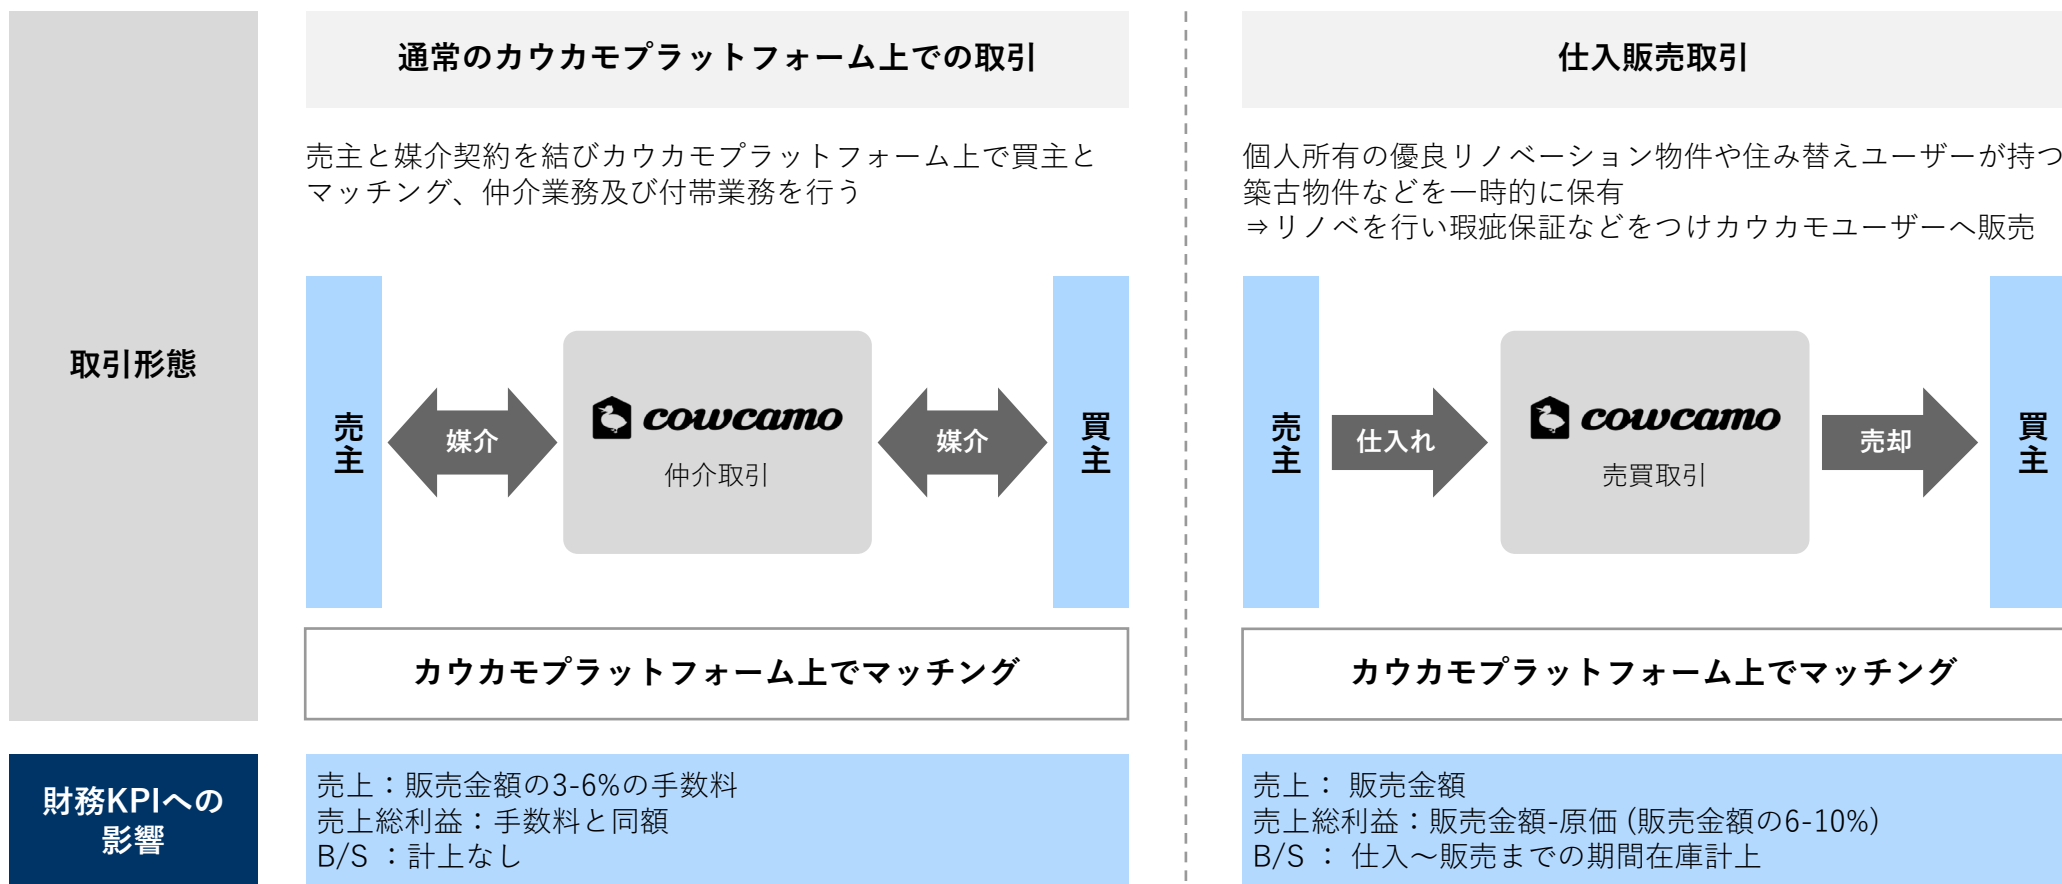 取引形態
通常のカウカモプラットフォーム上での取引
売主と媒介契約を結びカウカモプラットフォーム上で買主と
マッチング、仲介業務及び付帯業務を行う
売主
媒介
cowcamo
仲介取引
媒介
買主
カウカモプラットフォーム上でマッチング
仕入販売取引
個人所有の優良リノベーション物件や住み替えユーザーが持つ
築古物件などを一時的に保有
⇒リノベを行い瑕疵保証などをつけカウカモユーザーへ販売
売主
仕入れ
cowcamo
売買取引
売却
買主
カウカモプラットフォーム上でマッチング
財務KPIへの
影響
売上：販売金額の3-6%の手数料
売上総利益：手数料と同額
B/S ：計上なし
売上： 販売金額
売上総利益：販売金額-原価 (販売金額の6-10%)
B/S ： 仕入～販売までの期間在庫計上